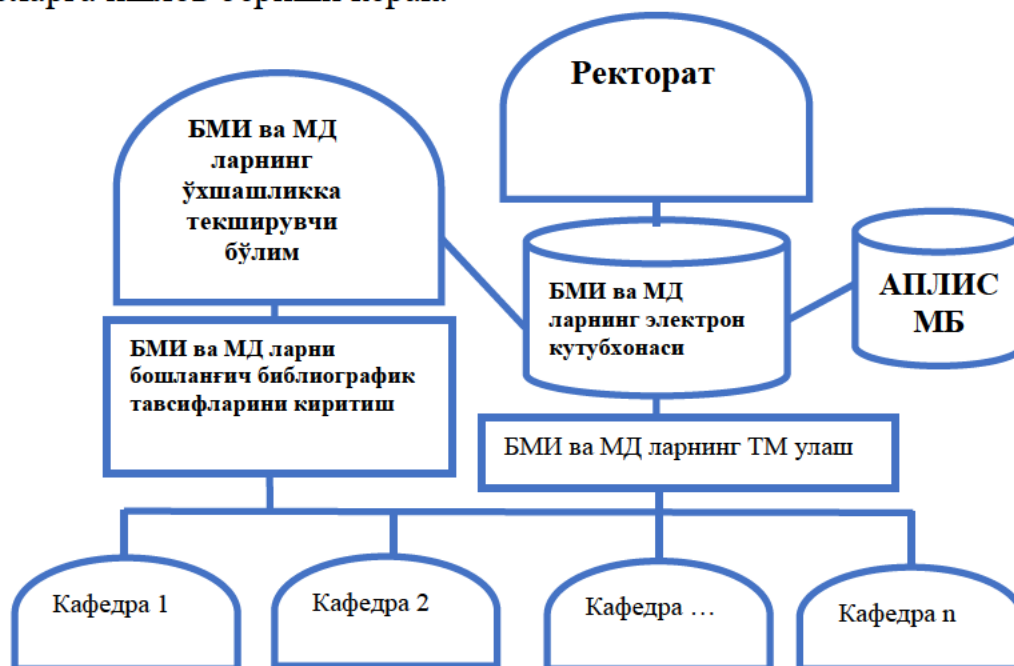 Ректорат
БМИ ва МД
ларнинг
ўхшашликка
текширувчи
бўлим
БМИ ва МД
ларнинг электрон
кутубхонаси
АПЛИС
МБ
БМИ ва МД ларни
бошланғич библиографик
тавсифларини киритиш
БМИ ва МД ларнинг ТМ улаш
Кафедра 1
Кафедра 2
Кафедра …
Кафедра n